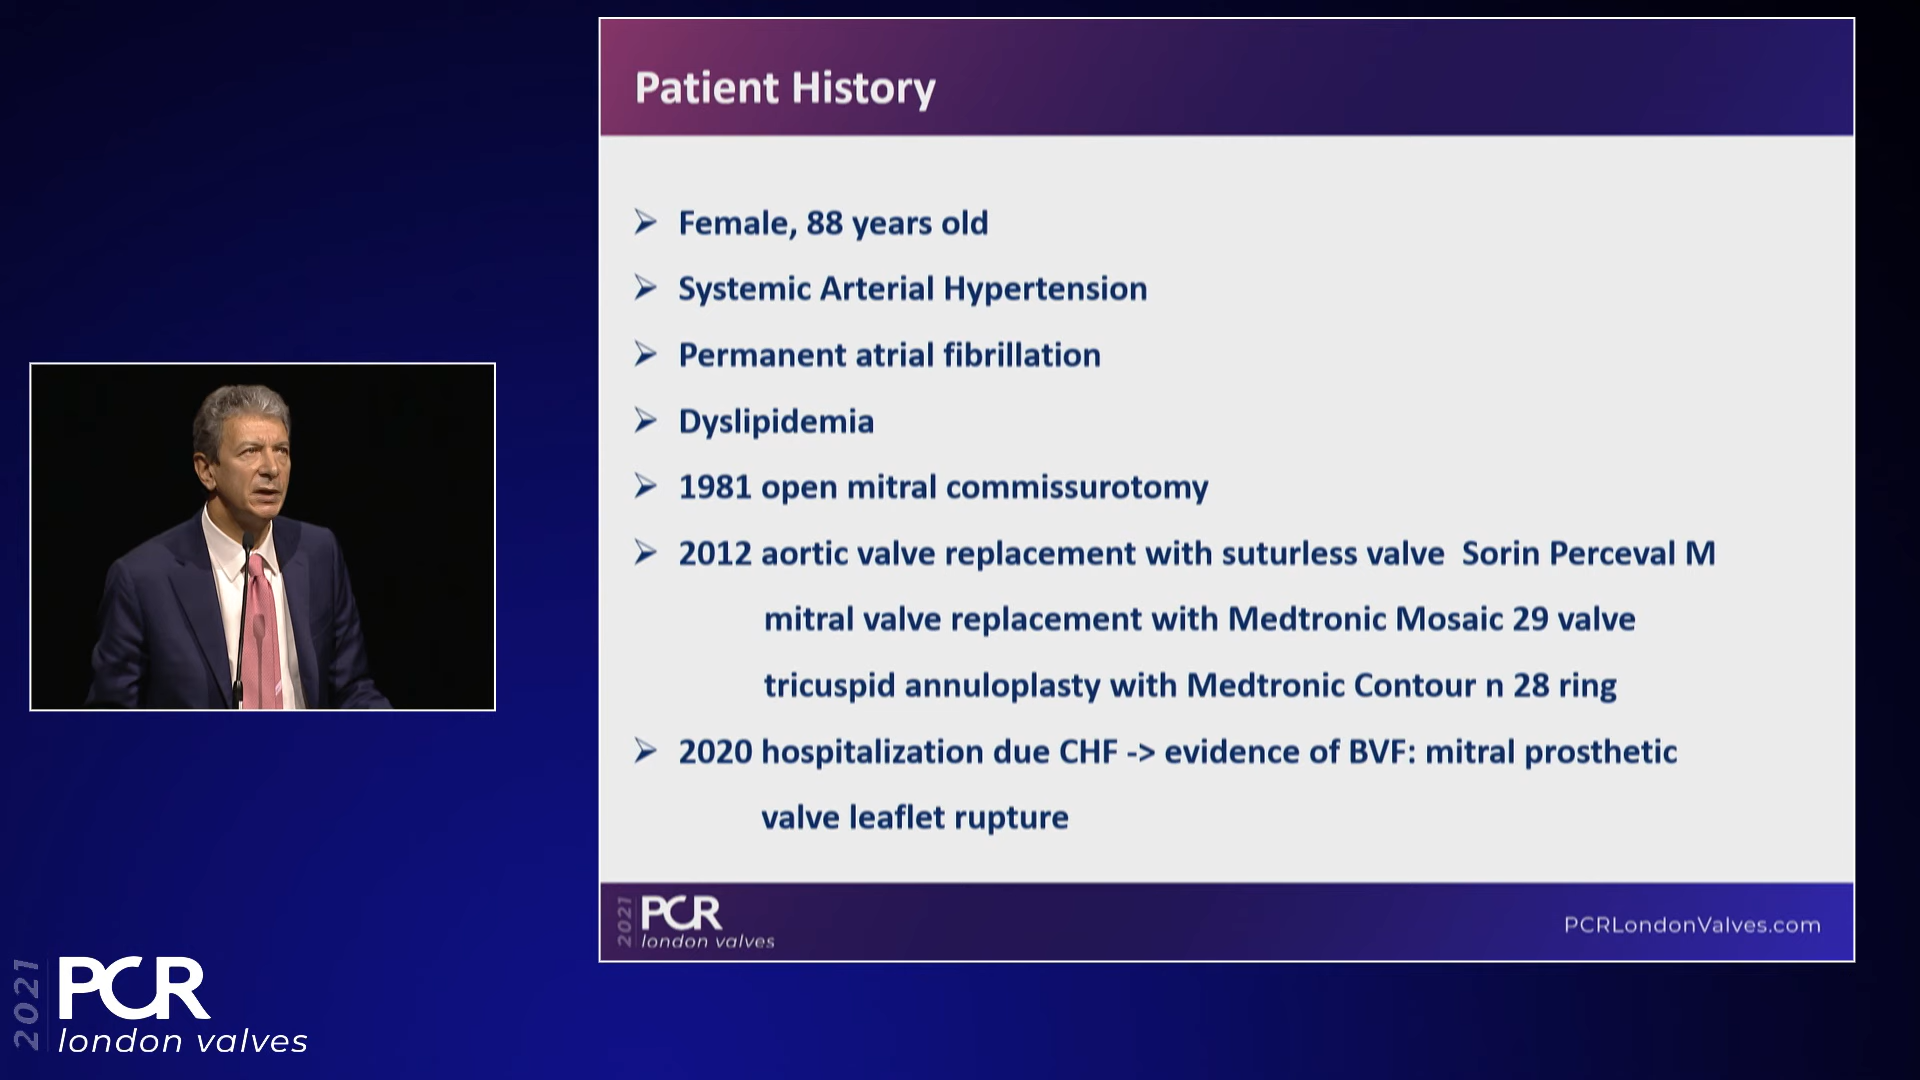 Patient History
Female, 88 years old
Systemic Arterial Hypertension
Permanent atrial fibrillation
Dyslipidemia
1981 open mitral commissurotomy
2012 aortic valve replacement with suturless valve Sorin Perceval M
mitral valve replacement with Medtronic Mosaic 29 valve
tricuspid annuloplasty with Medtronic Contour n 28 ring
2020 hospitalization due CHF -> evidence of BVF: mitral prosthetic
valve leaflet rupture
2021 PCR
london valves
PCRLondonValves.com
2021 PCR
london valves